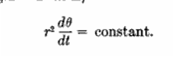 r² dθ/dt = constant.